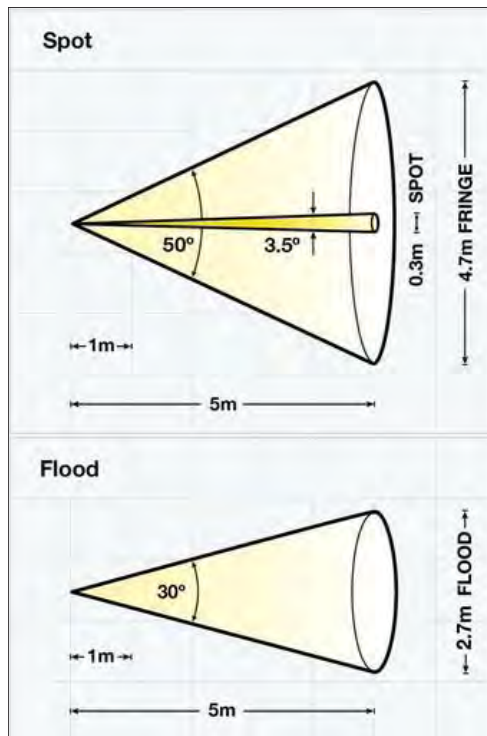 Spot
50º
3.5º
0.3m SPOT
4.7m FRINGE
1m
5m
Flood
30º
2.7m FLOOD
1m
5m